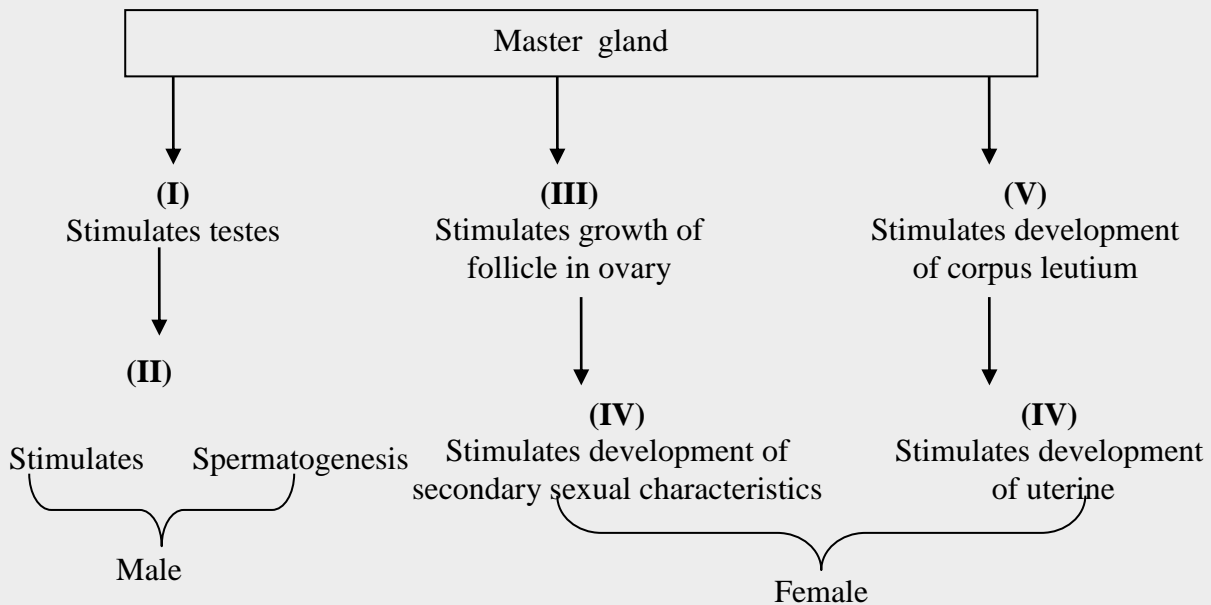 Master gland
(I)
Stimulates testes
(III)
Stimulates growth of
follicle in ovary
(V)
Stimulates development
of corpus leutium
(II)
Stimulates Spermatogenesis
Male
(IV)
Stimulates development of
secondary sexual characteristics
(IV)
Stimulates development
of uterine
Female